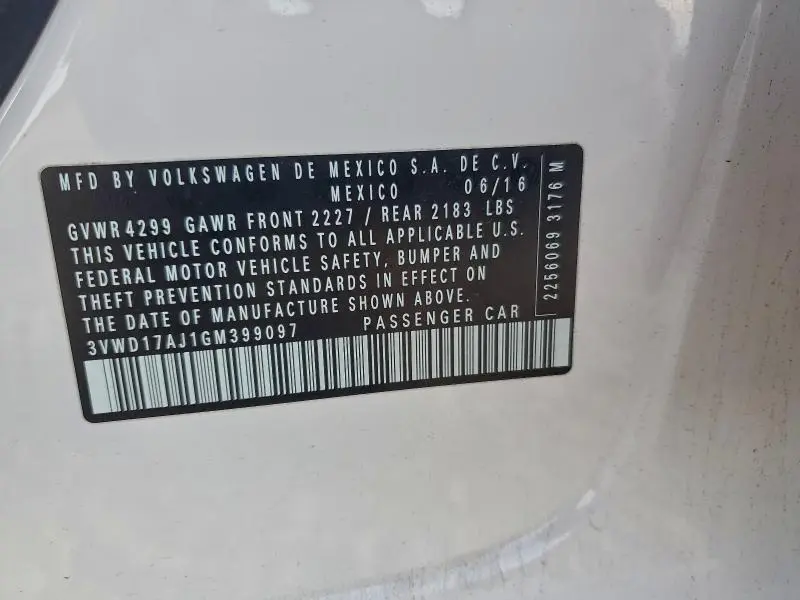 MFD BY VOLKSWAGEN DE MEXICO S.A. DE C.V.
MEXICO 06/16
GVWR 4299 GAWR FRONT 2227 / REAR 2183 LBS
THIS VEHICLE CONFORMS TO ALL APPLICABLE U.S.
FEDERAL MOTOR VEHICLE SAFETY, BUMPER AND
THEFT PREVENTION STANDARDS IN EFFECT ON
THE DATE OF MANUFACTURE SHOWN ABOVE.
3VWD17AJ1GM399097 PASSENGER CAR
2256069 3176 M